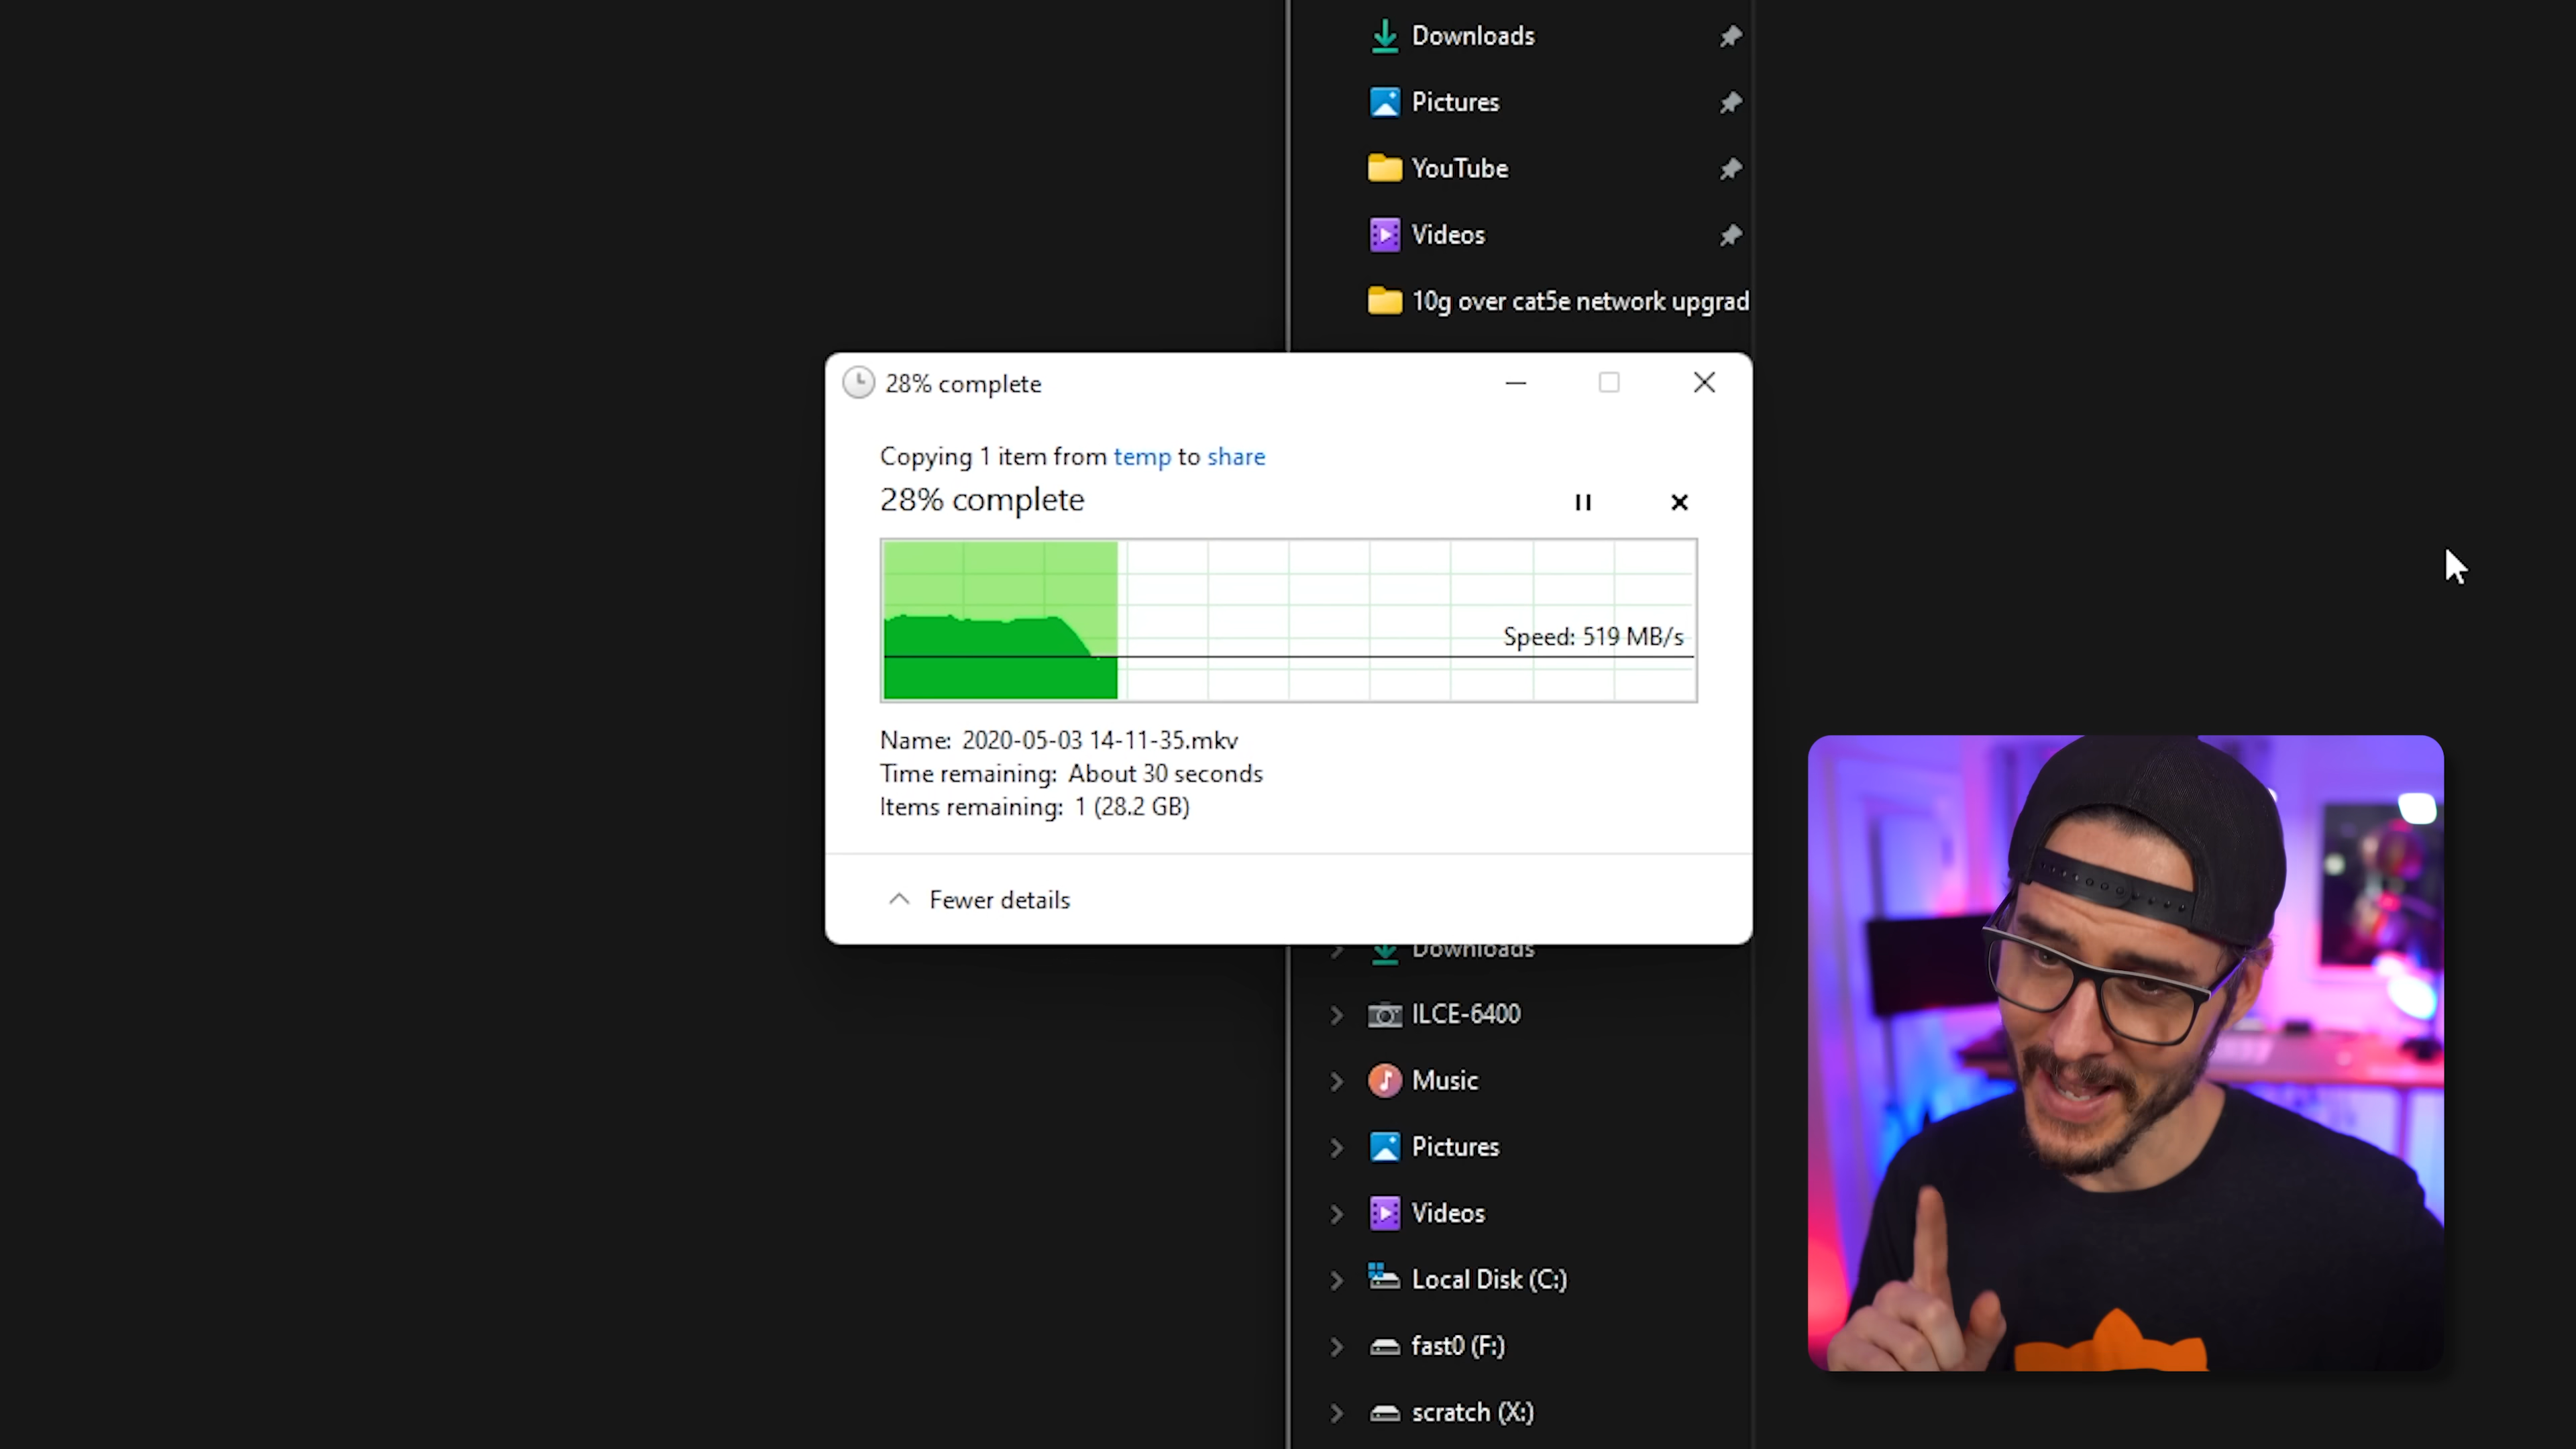 Downloads
Pictures
YouTube
Videos
10g over cat5e network upgrad
28% complete
Copying 1 item from temp to share
28% complete
Speed: 519 MB/s
Name: 2020-05-03 14-11-35.mkv
Time remaining: About 30 seconds
Items remaining: 1 (28.2 GB)
Fewer details
Downloads
ILCE-6400
Music
Pictures
Videos
Local Disk (C:)
fast0 (F:)
scratch (X:)